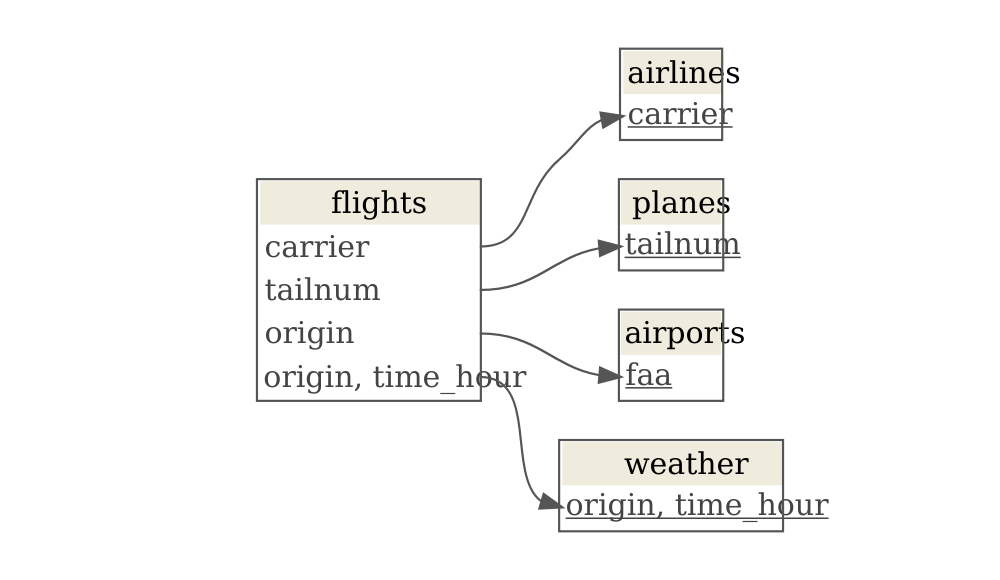 airlines
carrier
flights
carrier
tailnum
origin
origin, time_hour
planes
tailnum
airports
faa
weather
origin, time_hour